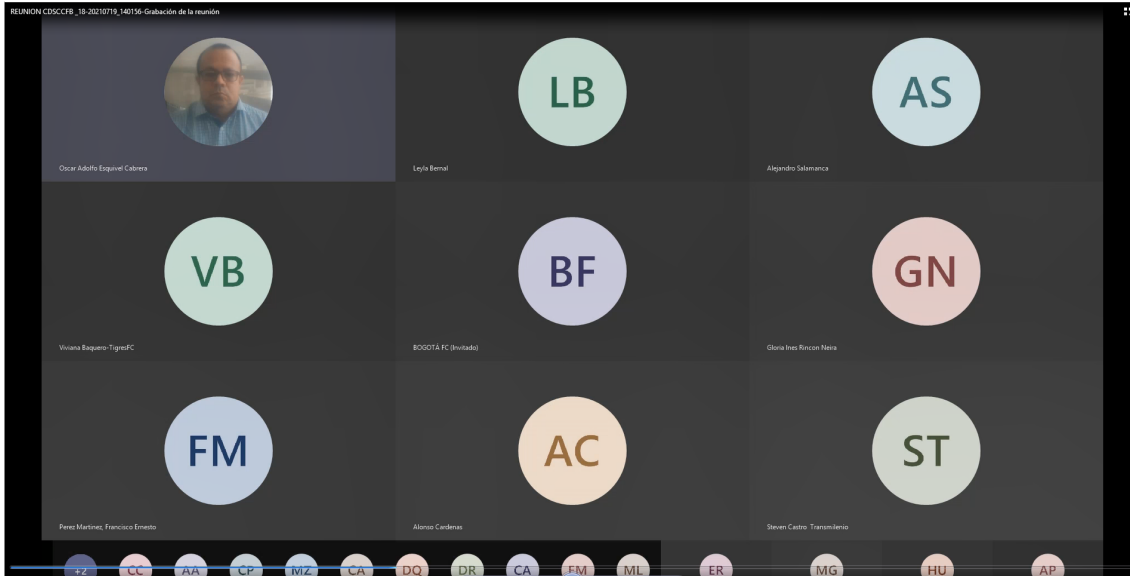 REUNION CDSCCFB _18-20210719_140156-Grabación de la reunión
Oscar Adolfo Esquivel Cabrera
LB
Leyla Bernal
AS
Alejandro Salamanca
VB
Viviana Baquero-TigresFC
BF
BOGOTÁ FC (Invitado)
GN
Gloria Ines Rincon Neira
FM
Perez Martinez, Francisco Ernesto
AC
Alonso Cardenas
ST
Steven Castro Transmilenio
+2 CC AA CP MZ CA DQ DR CA FM ML ER MG HU AP